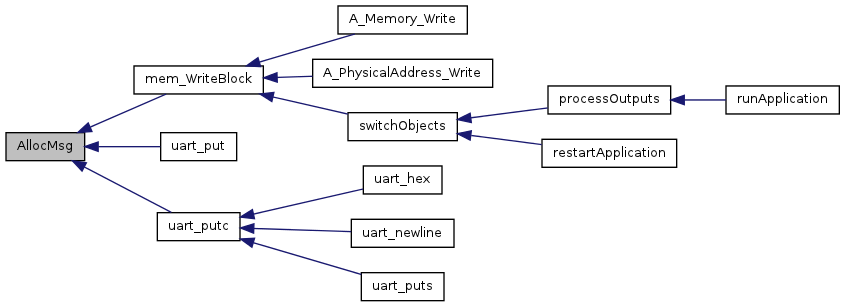 A_Memory_Write
mem_WriteBlock
A_PhysicalAddress_Write
processOutputs
runApplication
switchObjects
AllocMsg
uart_put
restartApplication
uart_hex
uart_putc
uart_newline
uart_puts